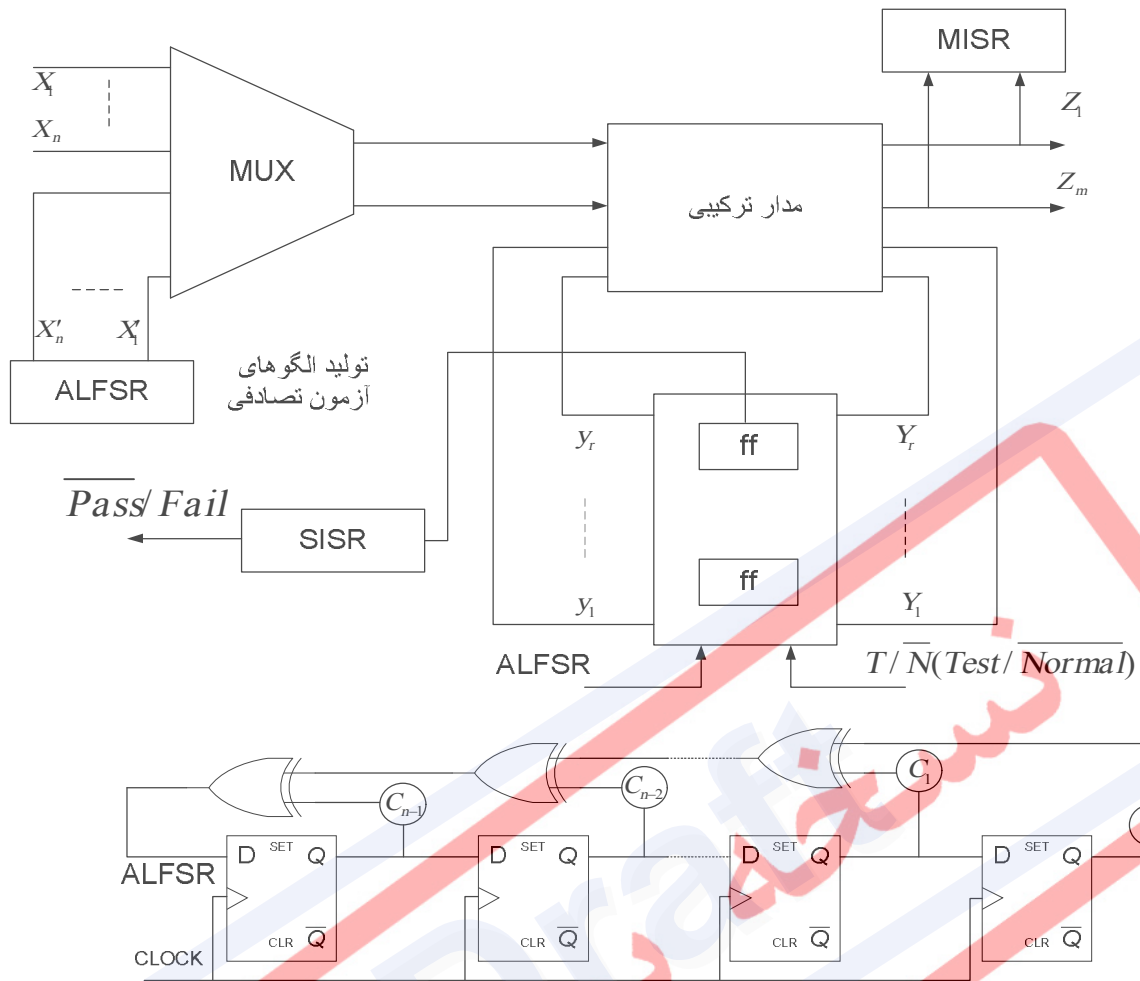 MISR
X₁
Z₁
Xₙ
MUX
Zₘ
مدار ترکیبی
X′ₙ
X′₁
تولید الگوهای
آزمون تصادفی
ALFSR
yᵣ
ff
Yᵣ
P̅a̅s̅s̅/Fail
SISR
ff
y₁
Y₁
ALFSR
T/N̅(Test/N̅o̅r̅m̅a̅l̅)
Cₙ₋₁
Cₙ₋₂
C₁
D SET Q
D SET Q
D SET Q
D SET Q
ALFSR
CLR Q̅
CLR Q̅
CLR Q̅
CLR Q̅
CLOCK
Draft
نسخه